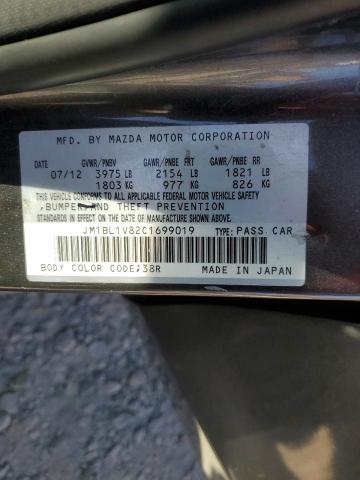 MFD. BY MAZDA MOTOR CORPORATION
DATE GVWR/PNBV GAWR/PNBE FRT GAWR/PNBE RR
07/12 3975 LB 2154 LB 1821 LB
1803 KG 977 KG 826 KG
THIS VEHICLE CONFORMS TO ALL APPLICABLE FEDERAL MOTOR VEHICLE SAFETY
,BUMPER,AND THEFT PREVENTION
STANDARDS IN EFFECT ON THE DATE OF MANUFACTURE SHOWN ABOVE.
JM1BL1V82C1699019 TYPE:PASS.CAR
BODY COLOR CODE:38R MADE IN JAPAN